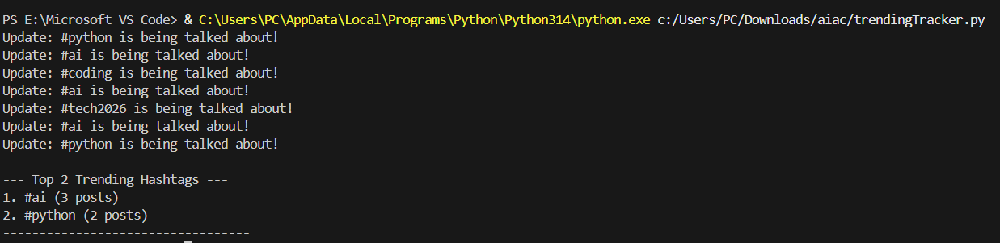 PS E:\Microsoft VS Code> & C:\Users\PC\AppData\Local\Programs\Python\Python314\python.exe c:/Users/PC/Downloads/aiac/trendingTracker.py
Update: #python is being talked about!
Update: #ai is being talked about!
Update: #coding is being talked about!
Update: #ai is being talked about!
Update: #tech2026 is being talked about!
Update: #ai is being talked about!
Update: #python is being talked about!

--- Top 2 Trending Hashtags ---
1. #ai (3 posts)
2. #python (2 posts)
----------------------------------